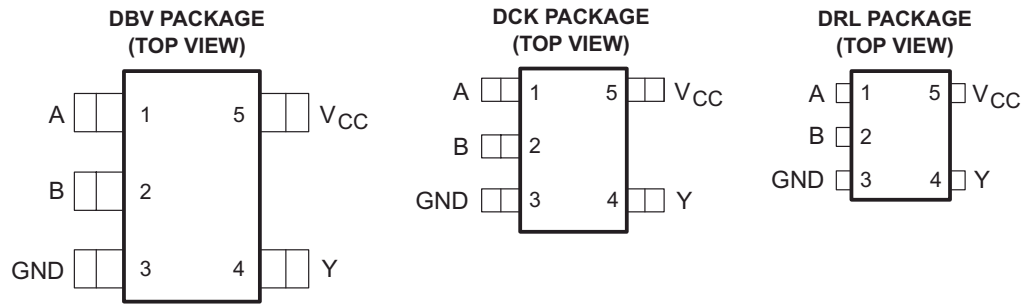 DBV PACKAGE
(TOP VIEW)
A 1 5 VCC
B 2
GND 3 4 Y
DCK PACKAGE
(TOP VIEW)
A 1 5 VCC
B 2
GND 3 4 Y
DRL PACKAGE
(TOP VIEW)
A 1 5 VCC
B 2
GND 3 4 Y